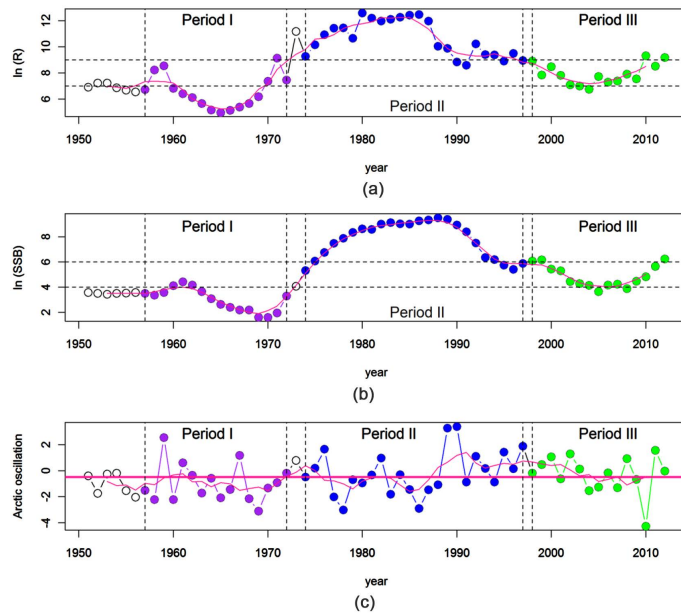 Period I
Period III
Period II
ln (R)
12
10
8
6
1950 1960 1970 1980 1990 2000 2010
year
(a)
Period I
Period III
Period II
ln (SSB)
8
6
4
2
1950 1960 1970 1980 1990 2000 2010
year
(b)
Period I Period II Period III
Arctic oscillation
2
0
-2
-4
1950 1960 1970 1980 1990 2000 2010
year
(c)